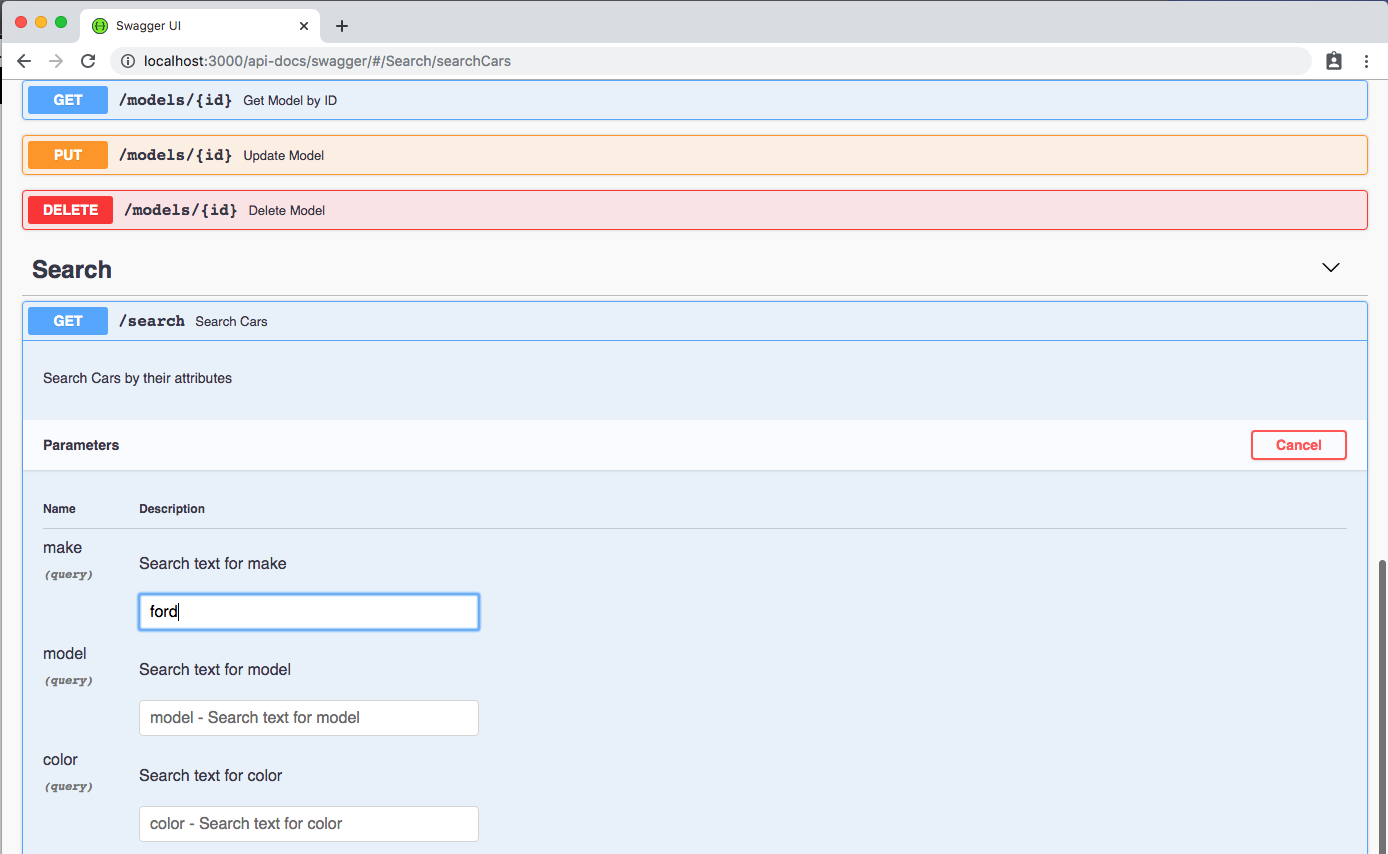 Swagger UI
localhost:3000/api-docs/swagger/#/Search/searchCars
GET /models/{id} Get Model by ID
PUT /models/{id} Update Model
DELETE /models/{id} Delete Model
Search
GET /search Search Cars
Search Cars by their attributes
Parameters Cancel
Name Description
make
Search text for make
(query)
ford
model
Search text for model
(query)
model - Search text for model
color
Search text for color
(query)
color - Search text for color